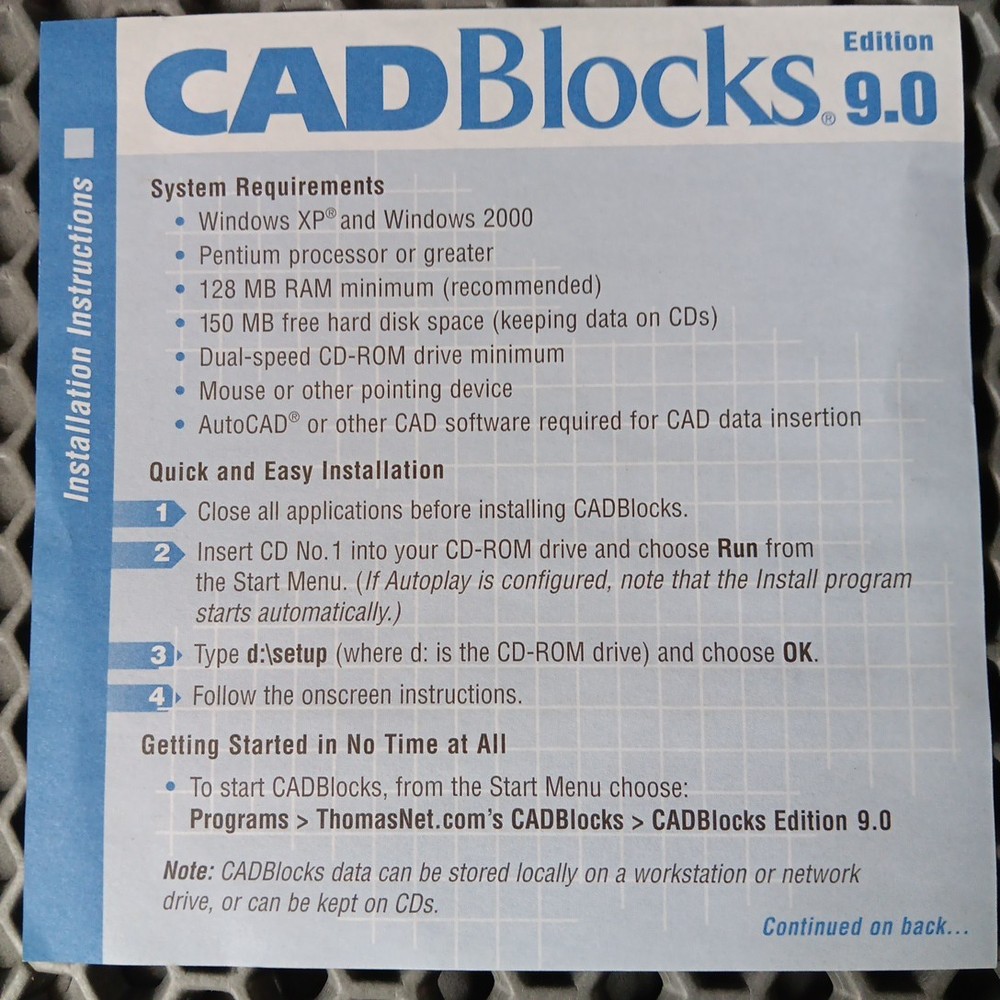 Installation Instructions
CADBlocks® Edition 9.0
System Requirements
• Windows XP® and Windows 2000
• Pentium processor or greater
• 128 MB RAM minimum (recommended)
• 150 MB free hard disk space (keeping data on CDs)
• Dual-speed CD-ROM drive minimum
• Mouse or other pointing device
• AutoCAD® or other CAD software required for CAD data insertion
Quick and Easy Installation
1 Close all applications before installing CADBlocks.
2 Insert CD No. 1 into your CD-ROM drive and choose Run from
the Start Menu. (If Autoplay is configured, note that the Install program
starts automatically.)
3 Type d:\setup (where d: is the CD-ROM drive) and choose OK.
4 Follow the onscreen instructions.
Getting Started in No Time at All
• To start CADBlocks, from the Start Menu choose:
Programs > ThomasNet.com's CADBlocks > CADBlocks Edition 9.0
Note: CADBlocks data can be stored locally on a workstation or network
drive, or can be kept on CDs.
Continued on back...